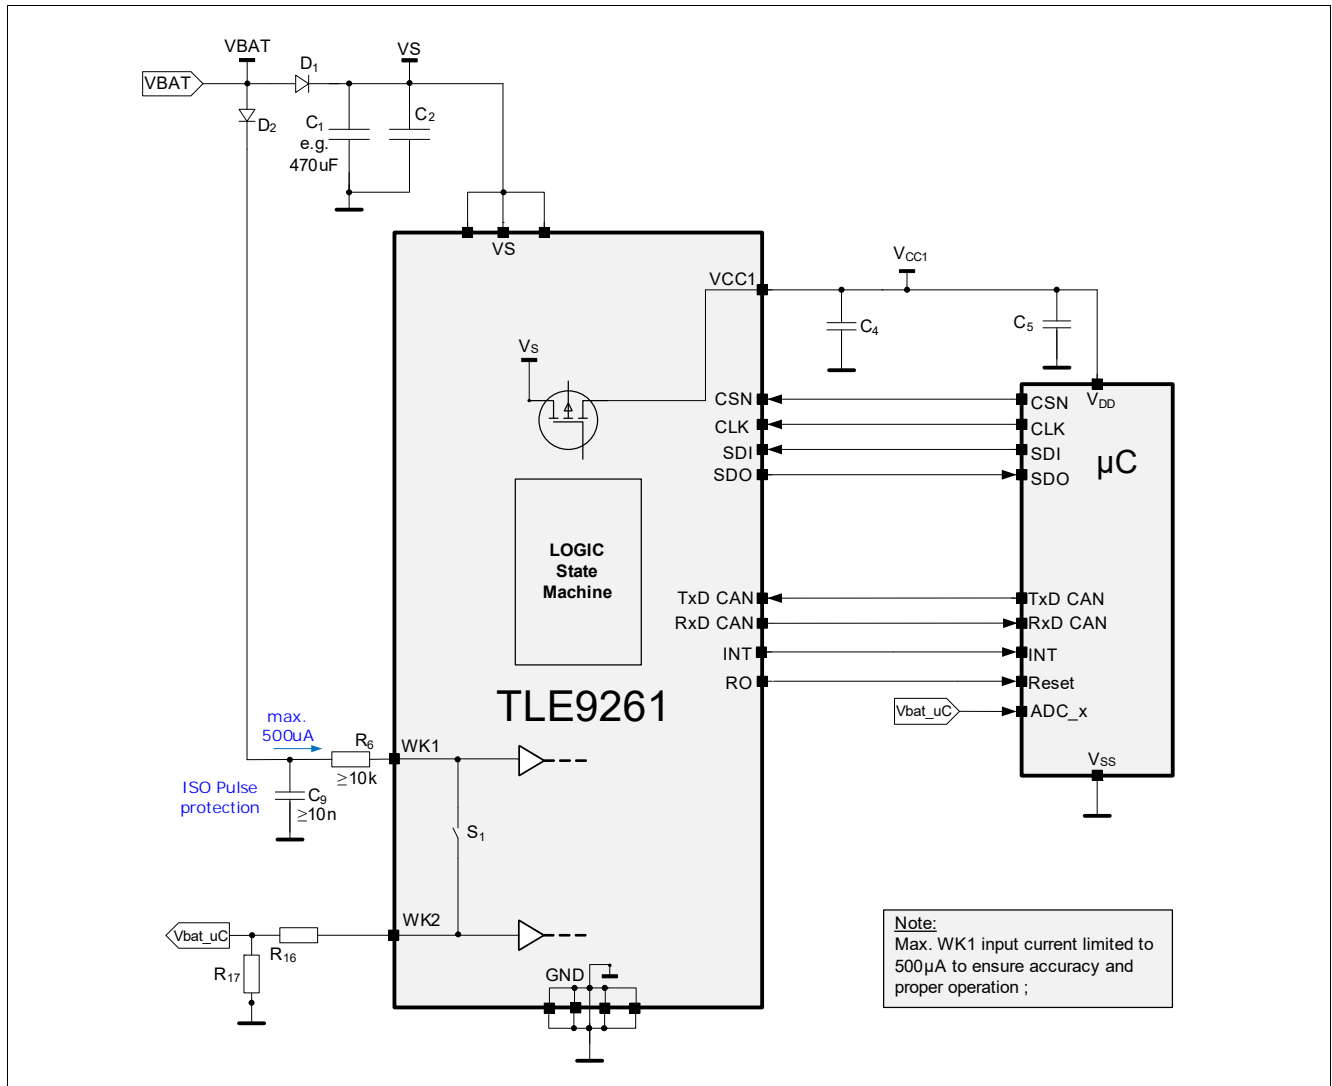 VBAT
VBAT
D1
VS
D2
C1
e.g.
470uF
C2
VS
VCC1
VCC1
C4
C5
VS
CSN
CLK
SDI
SDO
CSN
VDD
CLK
SDI
SDO
µC
LOGIC
State
Machine
TxD CAN
RxD CAN
INT
RO
TxD CAN
RxD CAN
INT
Reset
ADC_x
Vbat_uC
TLE9261
max.
500uA
R6
≥10k
WK1
ISO Pulse
protection
C9
≥10n
S1
VSS
WK2
Vbat_uC
R16
R17
GND
Note:
Max. WK1 input current limited to
500µA to ensure accuracy and
proper operation ;